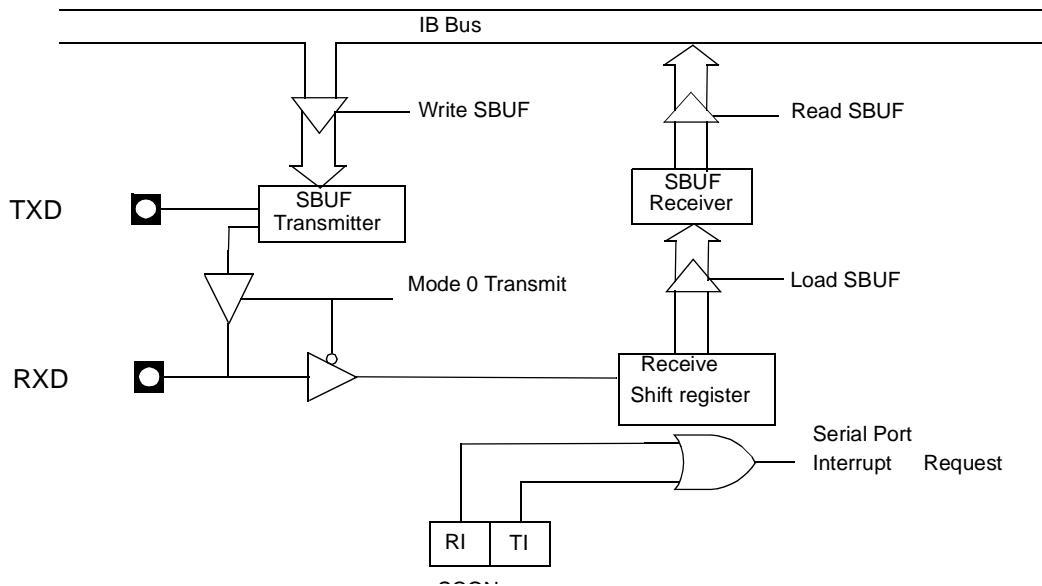 IB Bus
Write SBUF
Read SBUF
TXD
SBUF
Transmitter
SBUF
Receiver
Mode 0 Transmit
Load SBUF
RXD
Receive
Shift register
Serial Port
Interrupt Request
RI TI